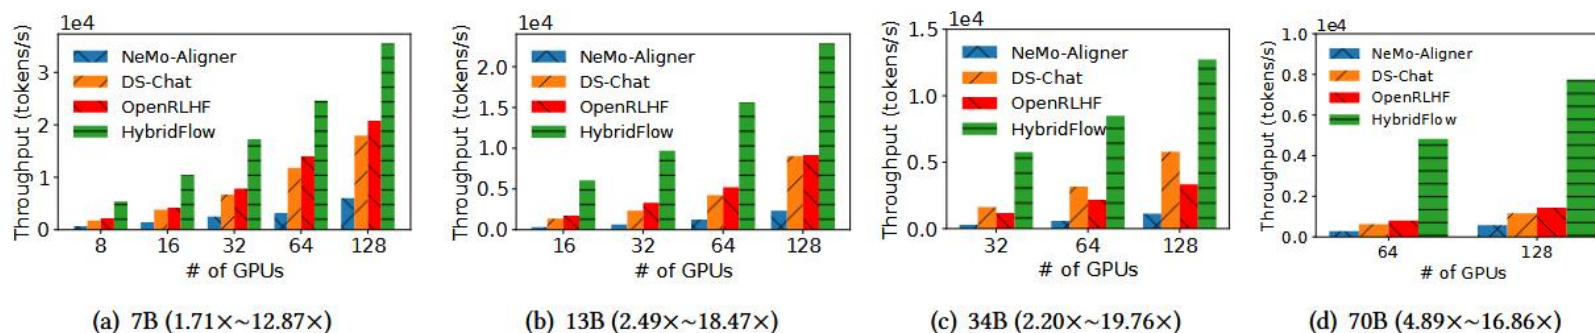 1e4
Throughput (tokens/s)
3
2
1
0
NeMo-Aligner
DS-Chat
OpenRLHF
HybridFlow
8 16 32 64 128
# of GPUs
(a) 7B (1.71×~12.87×)
1e4
Throughput (tokens/s)
2.0
1.5
1.0
0.5
0.0
NeMo-Aligner
DS-Chat
OpenRLHF
HybridFlow
16 32 64 128
# of GPUs
(b) 13B (2.49×~18.47×)
1e4
Throughput (tokens/s)
1.5
1.0
0.5
0.0
NeMo-Aligner
DS-Chat
OpenRLHF
HybridFlow
32 64 128
# of GPUs
(c) 34B (2.20×~19.76×)
1e4
Throughput (tokens/s)
1.0
0.8
0.6
0.4
0.2
0.0
NeMo-Aligner
DS-Chat
OpenRLHF
HybridFlow
64 128
# of GPUs
(d) 70B (4.89×~16.86×)